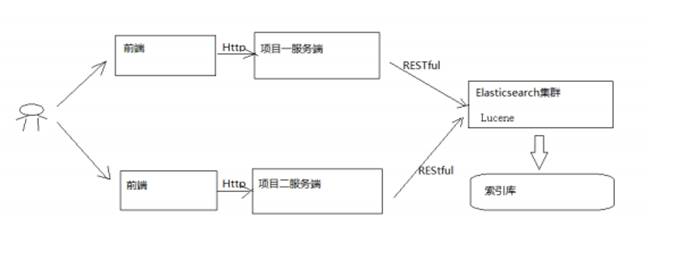 前端
Http
项目一服务端
RESTful
Elasticsearch集群
Lucene
索引库
前端
Http
项目二服务端
REStful